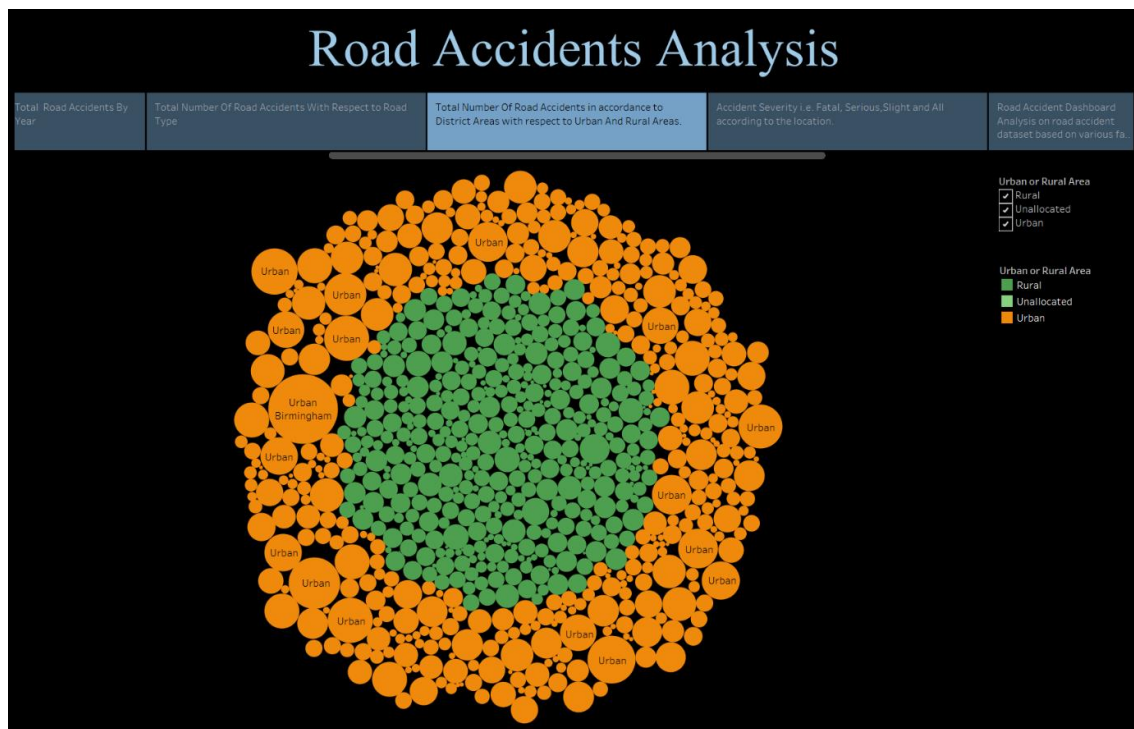 Road Accidents Analysis
Total Road Accidents By
Year
Total Number Of Road Accidents With Respect to Road
Type
Total Number Of Road Accidents in accordance to
District Areas with respect to Urban And Rural Areas.
Accident Severity i.e. Fatal, Serious,Slight and All
according to the location.
Road Accident Dashboard
Analysis on road accident
dataset based on various fa...
Urban or Rural Area
Rural
Unallocated
Urban
Urban or Rural Area
Rural
Unallocated
Urban
Urban
Urban
Urban
Urban
Urban
Urban
Urban
Urban
Birmingham
Urban
Urban
Urban
Urban
Urban
Urban
Urban
Urban
Urban
Urban